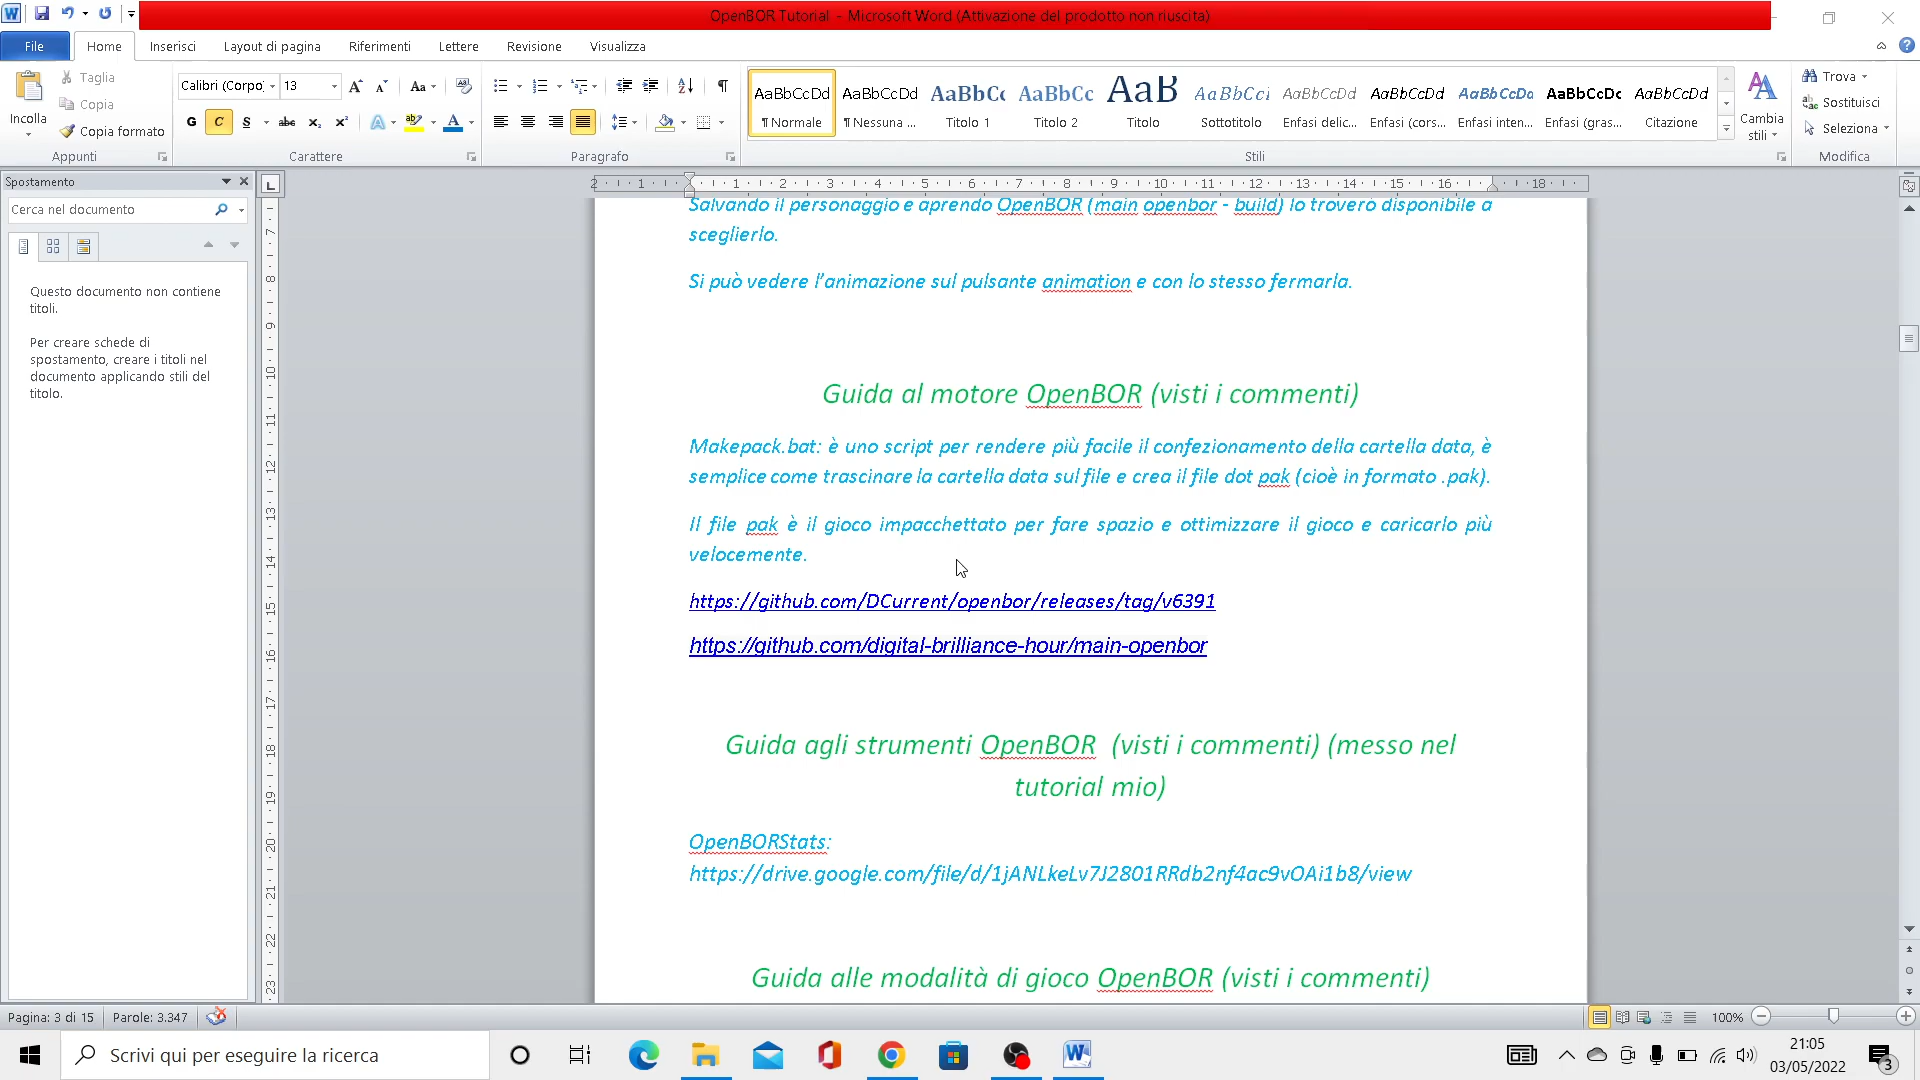 OpenBOR Tutorial - Microsoft Word (Attivazione del prodotto non riuscita)
File Home Inserisci Layout di pagina Riferimenti Lettere Revisione Visualizza
Incolla
Taglia
Copia
Copia formato
Appunti
Calibri (Corpo) 13
Carattere
Paragrafo
AaBbCcDd AaBbCcDd AaBbCc AaBbCc AaB AaBbCcI AaBbCcDd AaBbCcDd AaBbCcDd AaBbCcDc AaBbCcDd
¶ Normale ¶ Nessuna ... Titolo 1 Titolo 2 Titolo Sottotitolo Enfasi delic... Enfasi (cors... Enfasi inten... Enfasi (gras... Citazione
Stili
Cambia
stili
Trova
Sostituisci
Seleziona
Modifica
Spostamento
Cerca nel documento
Questo documento non contiene
titoli.
Per creare schede di
spostamento, creare i titoli nel
documento applicando stili del
titolo.
Salvando il personaggio e aprendo OpenBOR (main openbor - build) lo troverò disponibile a
sceglierlo.
Si può vedere l'animazione sul pulsante animation e con lo stesso fermarla.
Guida al motore OpenBOR (visti i commenti)
Makepack.bat: è uno script per rendere più facile il confezionamento della cartella data, è
semplice come trascinare la cartella data sul file e crea il file dot pak (cioè in formato .pak).
Il file pak è il gioco impacchettato per fare spazio e ottimizzare il gioco e caricarlo più
velocemente.
https://github.com/DCurrent/openbor/releases/tag/v6391
https://github.com/digital-brilliance-hour/main-openbor
Guida agli strumenti OpenBOR (visti i commenti) (messo nel
tutorial mio)
OpenBORStats:
https://drive.google.com/file/d/1jANLkeLv7J2801RRdb2nf4ac9vOAi1b8/view
Guida alle modalità di gioco OpenBOR (visti i commenti)
Pagina: 3 di 15 Parole: 3.347 100%
Scrivi qui per eseguire la ricerca
21:05
03/05/2022
3